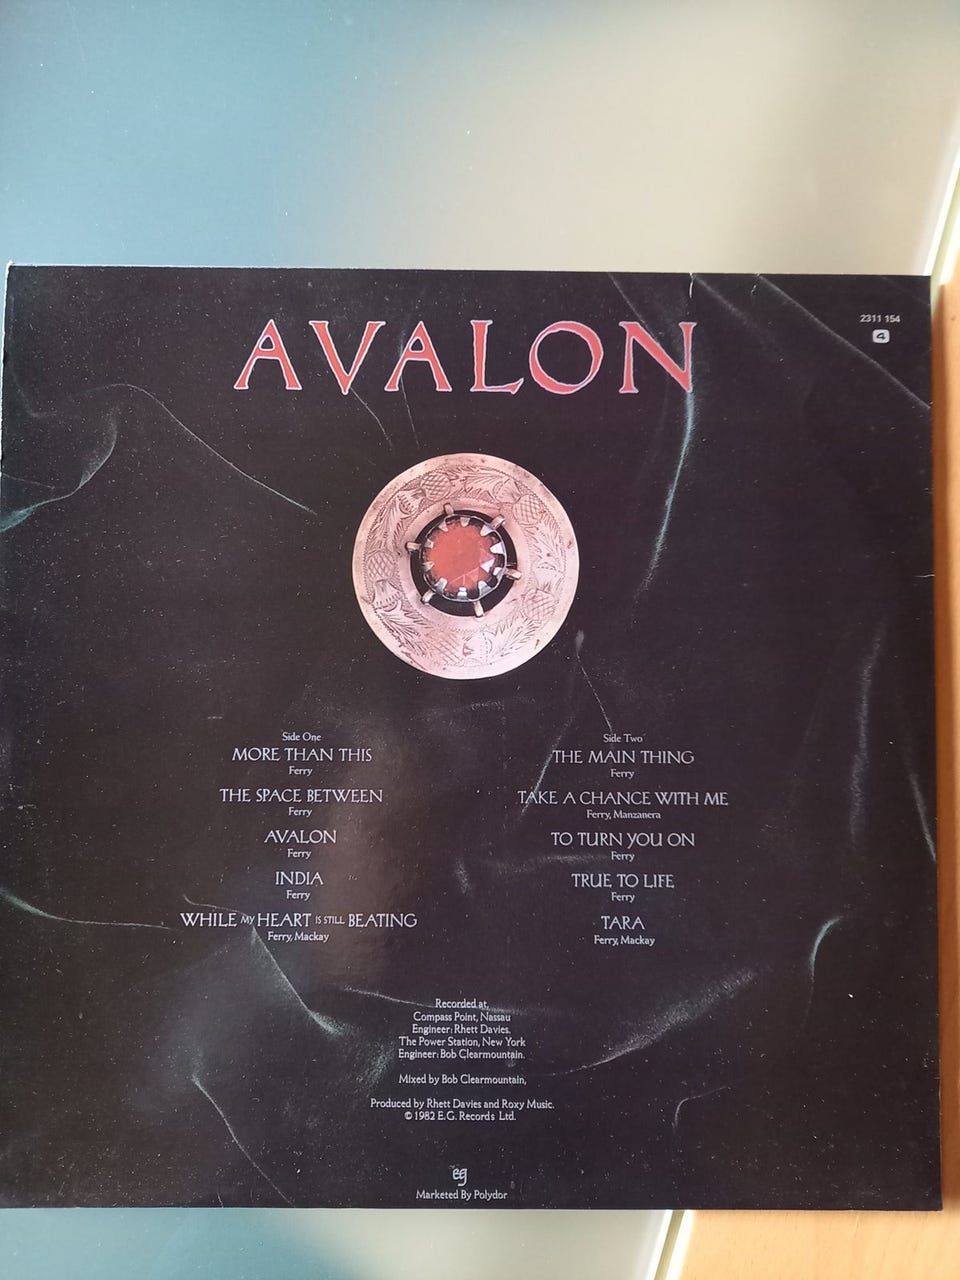 AVALON
2311 154
4
Side One
MORE THAN THIS
Ferry
THE SPACE BETWEEN
Ferry
AVALON
Ferry
INDIA
Ferry
WHILE MY HEART IS STILL BEATING
Ferry, Mackay
Side Two
THE MAIN THING
Ferry
TAKE A CHANCE WITH ME
Ferry, Manzanera
TO TURN YOU ON
Ferry
TRUE TO LIFE
Ferry
TARA
Ferry, Mackay
Recorded at,
Compass Point, Nassau
Engineer: Rhett Davies.
The Power Station, New York
Engineer: Bob Clearmountain.
Mixed by Bob Clearmountain,
Produced by Rhett Davies and Roxy Music.
© 1982 E.G. Records Ltd.
eg
Marketed By Polydor